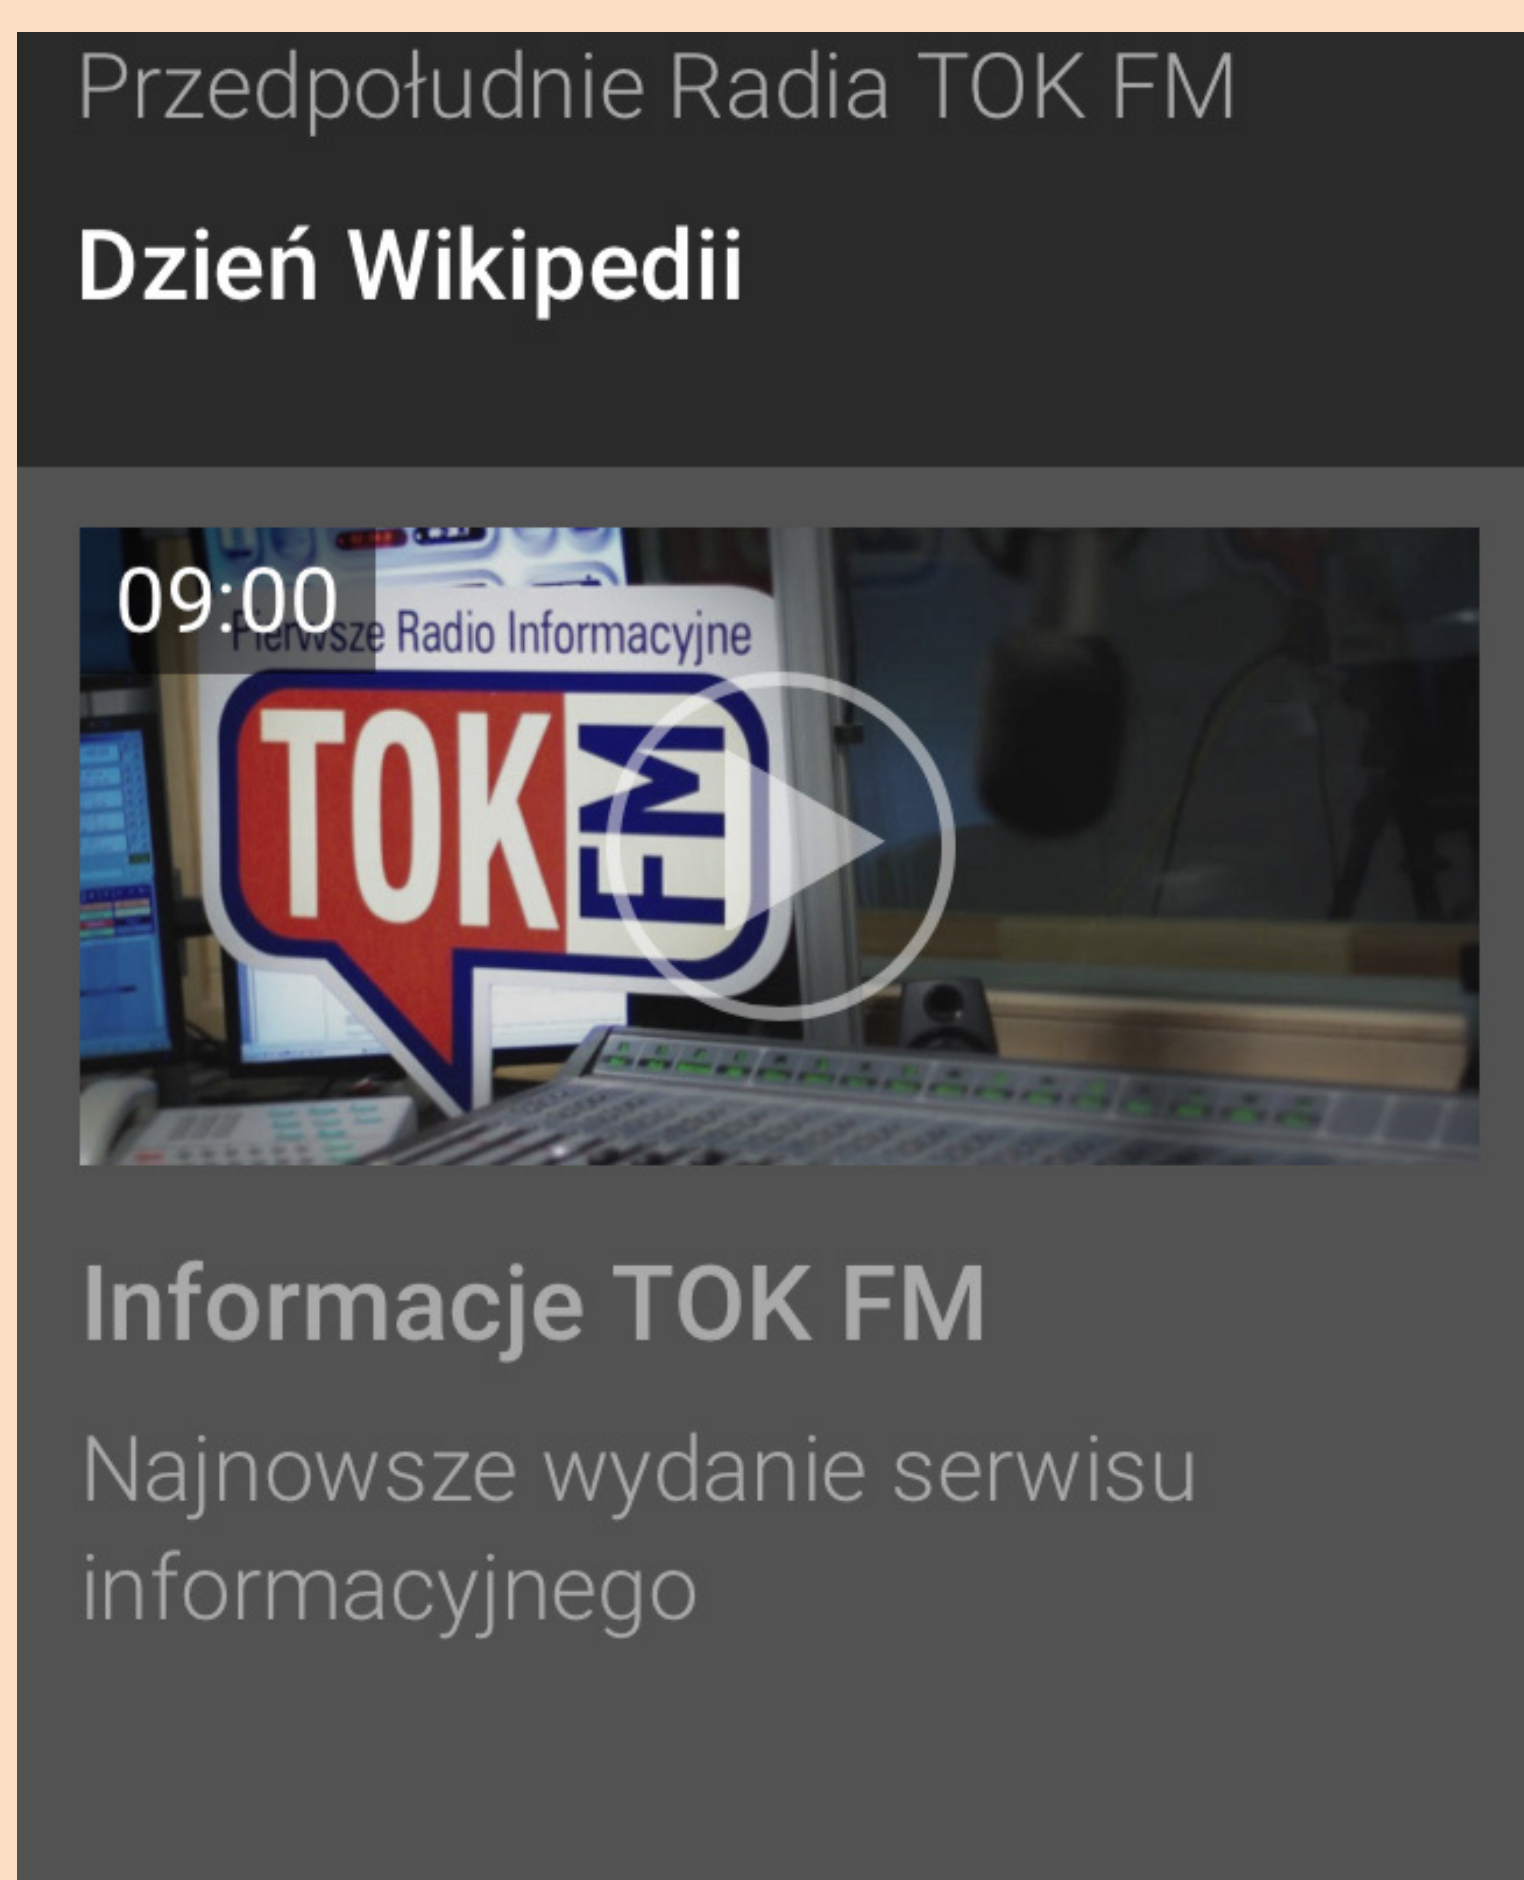 Przedpołudnie Radia TOK FM
Dzień Wikipedii
09:00
Pierwsze Radio Informacyjne
TOK FM
Informacje TOK FM
Najnowsze wydanie serwisu
informacyjnego